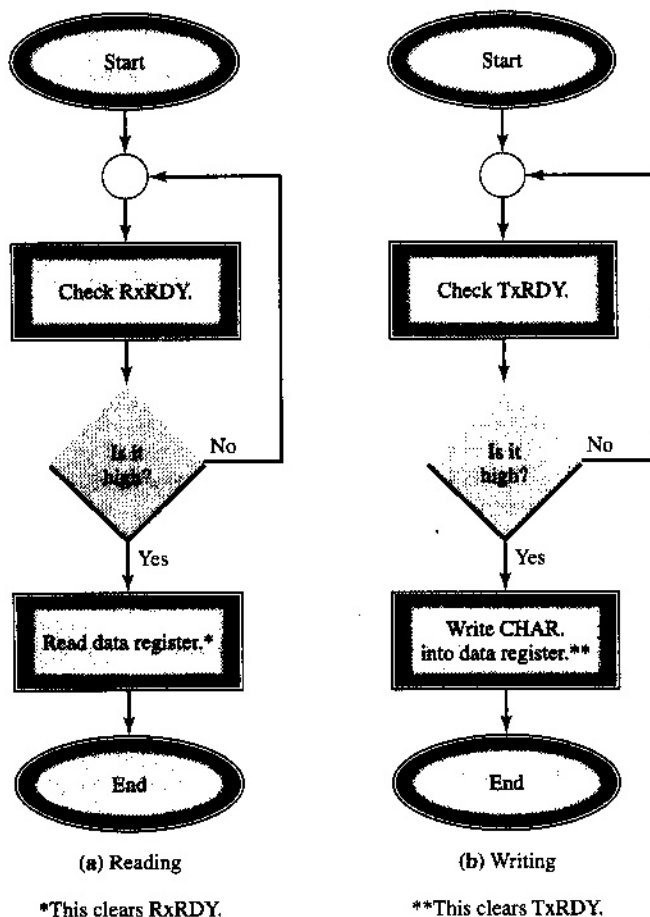 Start
Check RxRDY.
Is it
high?
No
Yes
Read data register.*
End
(a) Reading
*This clears RxRDY.
Start
Check TxRDY.
Is it
high?
No
Yes
Write CHAR.
into data register.**
End
(b) Writing
**This clears TxRDY.